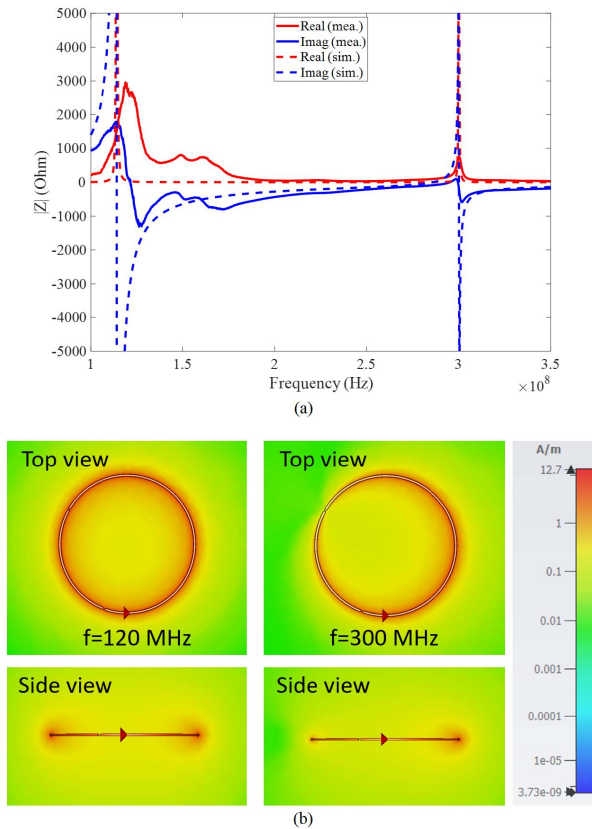 5000
4000
3000
2000
1000
0
-1000
-2000
-3000
-4000
-5000
|Z| (Ohm)
Real (mea.)
Imag (mea.)
Real (sim.)
Imag (sim.)
1 1.5 2 2.5 3 3.5
Frequency (Hz)
×10^8
(a)
Top view
f=120 MHz
Top view
f=300 MHz
Side view
Side view
A/m
12.7
1
0.1
0.01
0.001
0.0001
1e-05
3.73e-09
(b)